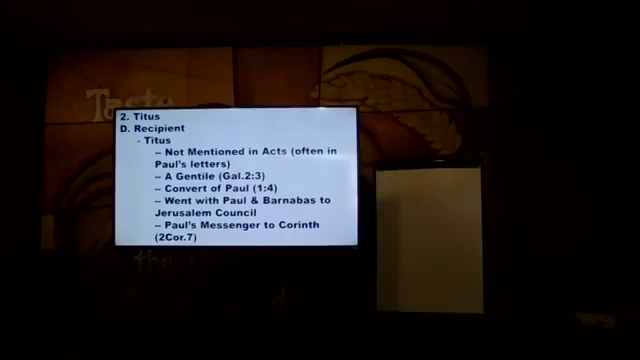 Taste
2. Titus
D. Recipient
- Titus
-- Not Mentioned in Acts (often in
Paul's letters)
-- A Gentile (Gal.2:3)
-- Convert of Paul (1:4)
-- Went with Paul & Barnabas to
Jerusalem Council
-- Paul's Messenger to Corinth
(2Cor.7)
the